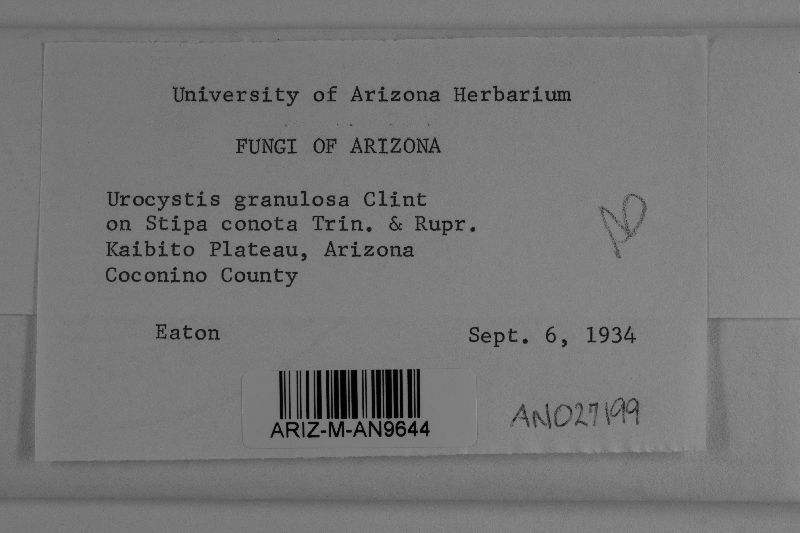 University of Arizona Herbarium
FUNGI OF ARIZONA
Urocystis granulosa Clint
on Stipa conota Trin. & Rupr.
Kaibito Plateau, Arizona
Coconino County
Eaton Sept. 6, 1934
ARIZ-M-AN9644
AN027199